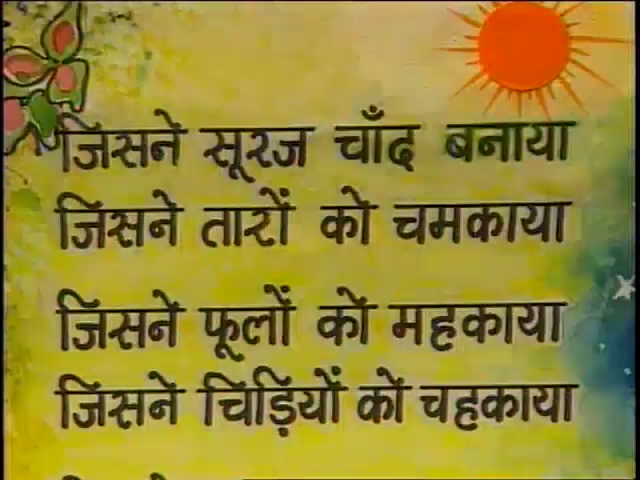 जिसने सूरज चाँद बनाया
जिसने तारों को चमकाया
जिसने फूलों को महकाया
जिसने चिड़ियों को चहकाया